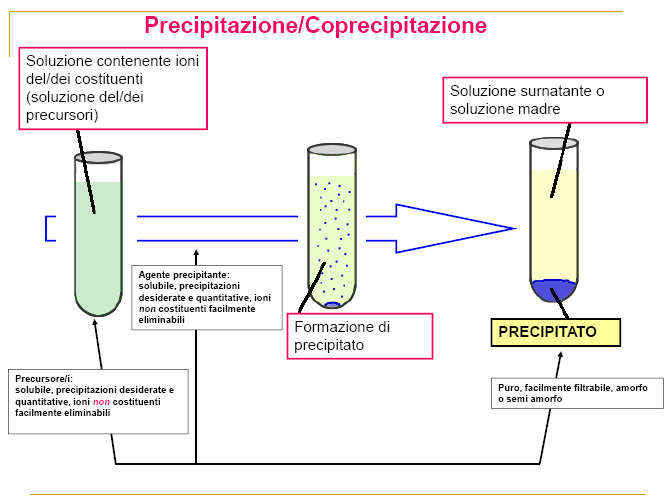 Precipitazione/Coprecipitazione
Soluzione contenente ioni
del/dei costituenti
(soluzione del/dei
precursori)
Soluzione surnatante o
soluzione madre
Agente precipitante:
solubile, precipitazioni
desiderate e quantitative, ioni
non costituenti facilmente
eliminabili
Formazione di
precipitato
PRECIPITATO
Precursore/i:
solubile, precipitazioni desiderate e
quantitative, ioni non costituenti
facilmente eliminabili
Puro, facilmente filtrabile, amorfo
o semi amorfo